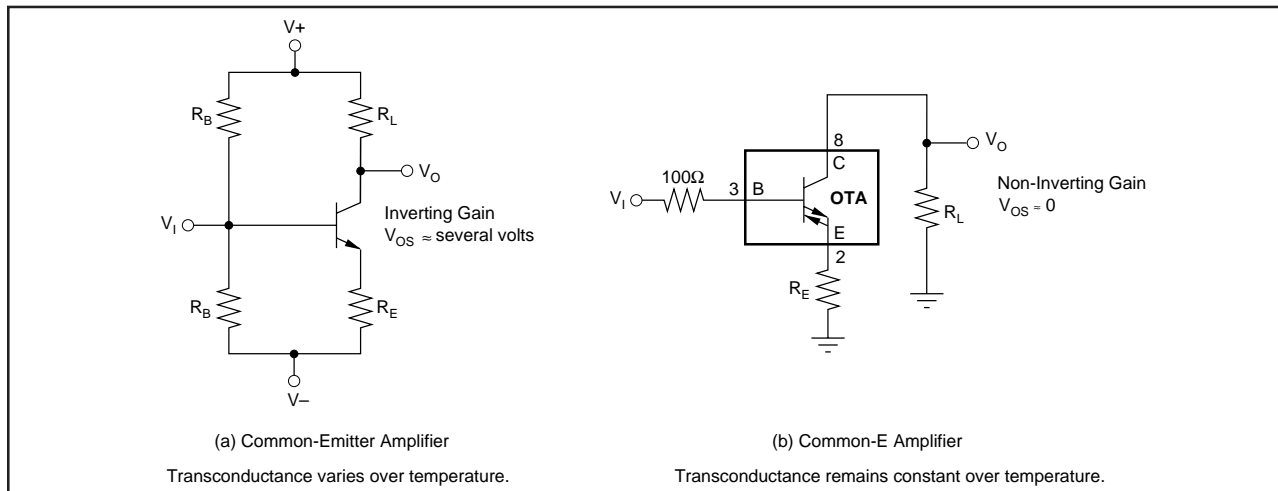 V+
R_B
R_L
V_O
V_I
Inverting Gain
V_OS ≈ several volts
R_B
R_E
V–
(a) Common-Emitter Amplifier
Transconductance varies over temperature.
8
C
V_O
100Ω
V_I
3
B
OTA
Non-Inverting Gain
V_OS ≈ 0
R_L
E
2
R_E
(b) Common-E Amplifier
Transconductance remains constant over temperature.